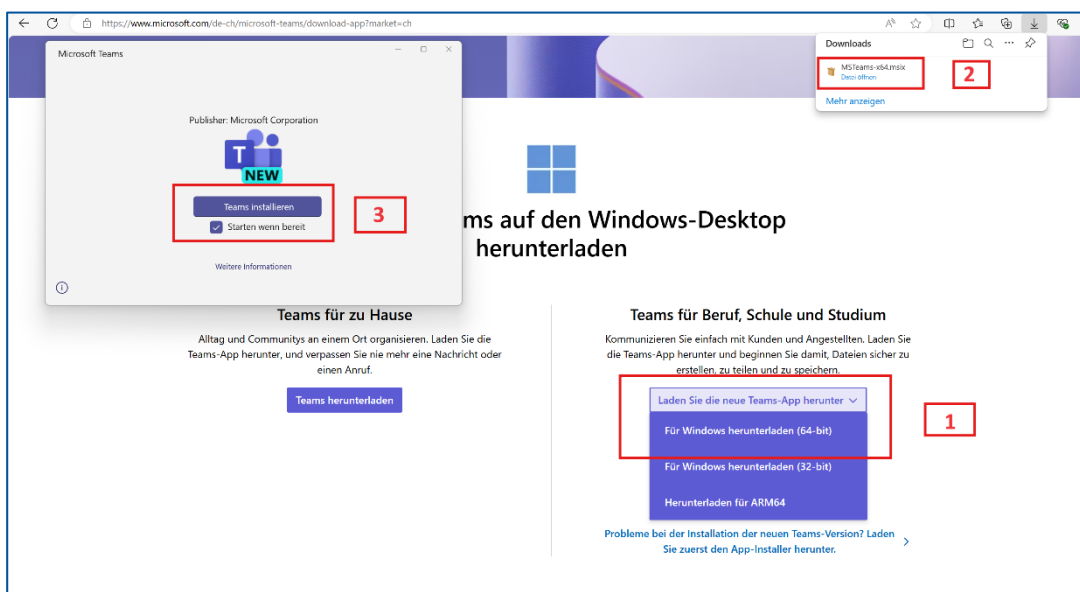 https://www.microsoft.com/de-ch/microsoft-teams/download-app?market=ch
Microsoft Teams
Publisher: Microsoft Corporation
T
NEW
Teams installieren
Starten wenn bereit
3
Weitere Informationen
Downloads
MSTeams-x64.msix
Datei öffnen
2
Mehr anzeigen
ms auf den Windows-Desktop
herunterladen
Teams für zu Hause
Alltag und Communitys an einem Ort organisieren. Laden Sie die
Teams-App herunter, und verpassen Sie nie mehr eine Nachricht oder
einen Anruf.
Teams herunterladen
Teams für Beruf, Schule und Studium
Kommunizieren Sie einfach mit Kunden und Angestellten. Laden Sie
die Teams-App herunter und beginnen Sie damit, Dateien sicher zu
erstellen, zu teilen und zu speichern.
Laden Sie die neue Teams-App herunter
1
Für Windows herunterladen (64-bit)
Für Windows herunterladen (32-bit)
Herunterladen für ARM64
Probleme bei der Installation der neuen Teams-Version? Laden
Sie zuerst den App-Installer herunter.